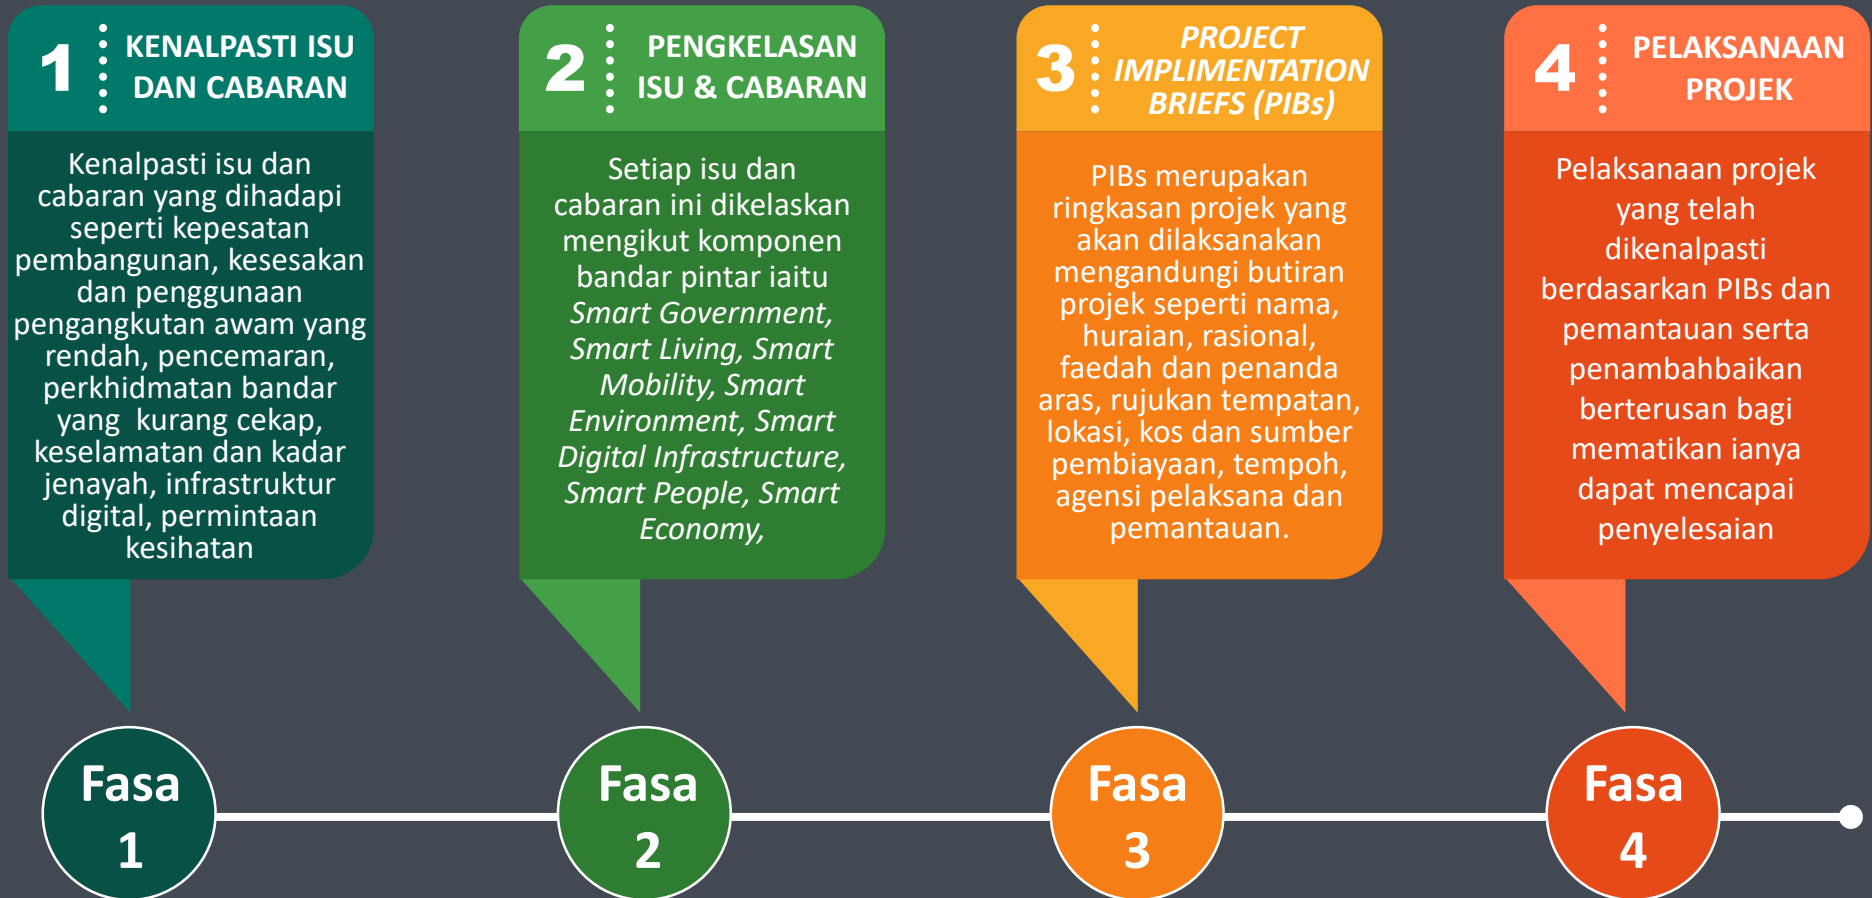 1
KENALPASTI ISU
DAN CABARAN
Kenalpasti isu dan
cabaran yang dihadapi
seperti kepesatan
pembangunan, kesesakan
dan penggunaan
pengangkutan awam yang
rendah, pencemaran,
perkhidmatan bandar
yang kurang cekap,
keselamatan dan kadar
jenayah, infrastruktur
digital, permintaan
kesihatan
2
PENGKELASAN
ISU & CABARAN
Setiap isu dan
cabaran ini dikelaskan
mengikut komponen
bandar pintar iaitu
Smart Government,
Smart Living, Smart
Mobility, Smart
Environment, Smart
Digital Infrastructure,
Smart People, Smart
Economy,
3
PROJECT
IMPLIMENTATION
BRIEFS (PIBs)
PIBs merupakan
ringkasan projek yang
akan dilaksanakan
mengandungi butiran
projek seperti nama,
huraian, rasional,
faedah dan penanda
aras, rujukan tempatan,
lokasi, kos dan sumber
pembiayaan, tempoh,
agensi pelaksana dan
pemantauan.
4
PELAKSANAAN
PROJEK
Pelaksanaan projek
yang telah
dikenalpasti
berdasarkan PIBs dan
pemantauan serta
penambahbaikan
berterusan bagi
mematikan ianya
dapat mencapai
penyelesaian
Fasa
1
Fasa
2
Fasa
3
Fasa
4